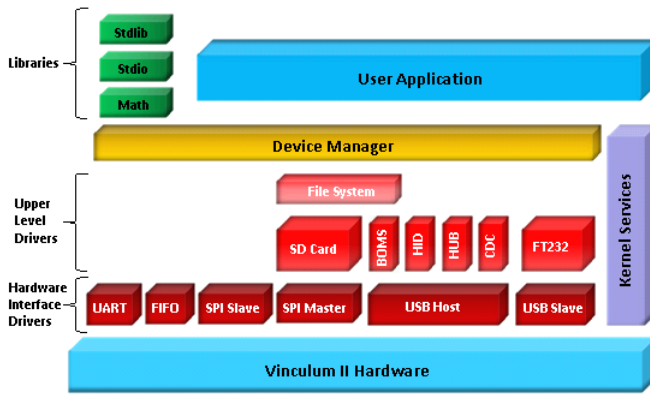 Stdlib
Libraries
Stdio
User Application
Math
Device Manager
Kernel Services
Upper
Level
Drivers
File System
SD Card
BOMS
HID
HUB
CDC
FT232
Hardware
Interface
Drivers
UART
FIFO
SPI Slave
SPI Master
USB Host
USB Slave
Vinculum II Hardware